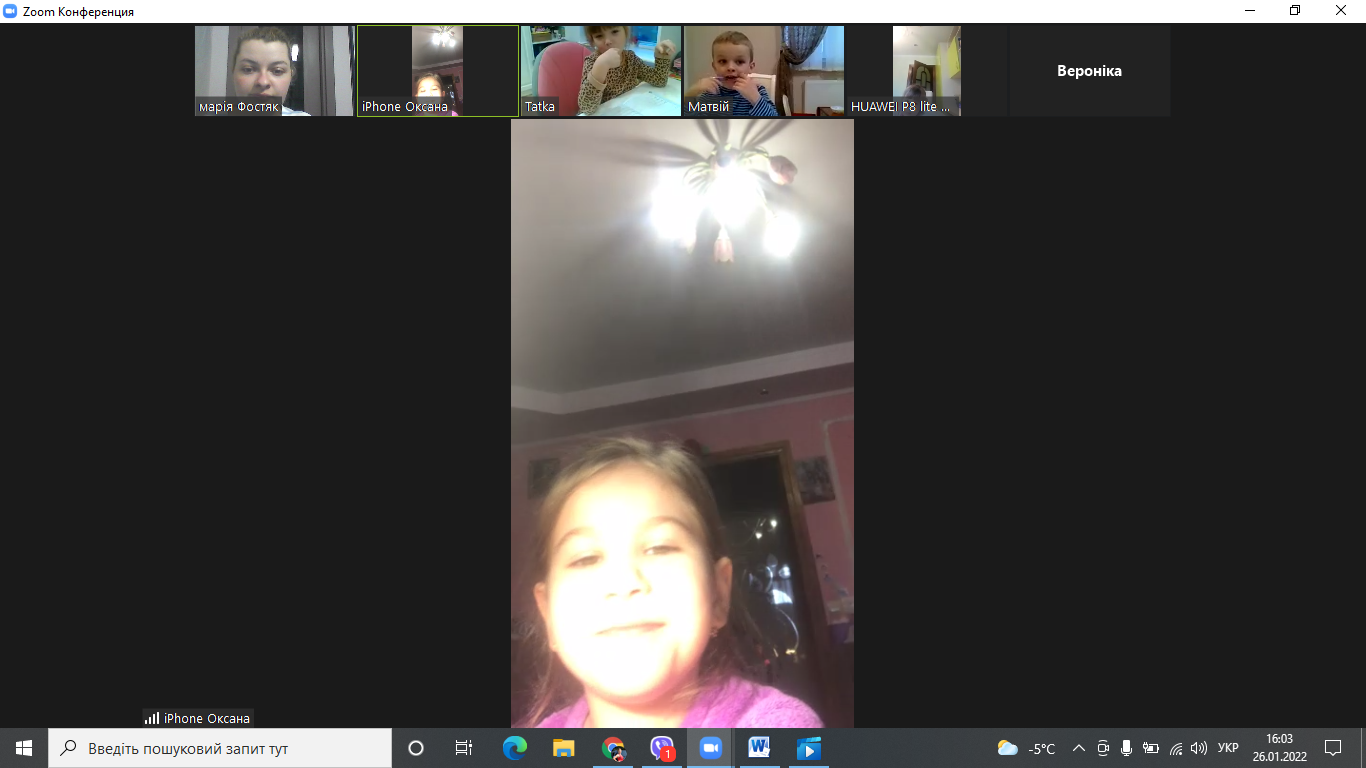 Zoom Конференция
марія Фостяк
iPhone Оксана
Tatka
Матвій
HUAWEI P8 lite ...
Вероніка
iPhone Оксана
Введіть пошуковий запит тут
1
-5°C
УКР
16:03
26.01.2022